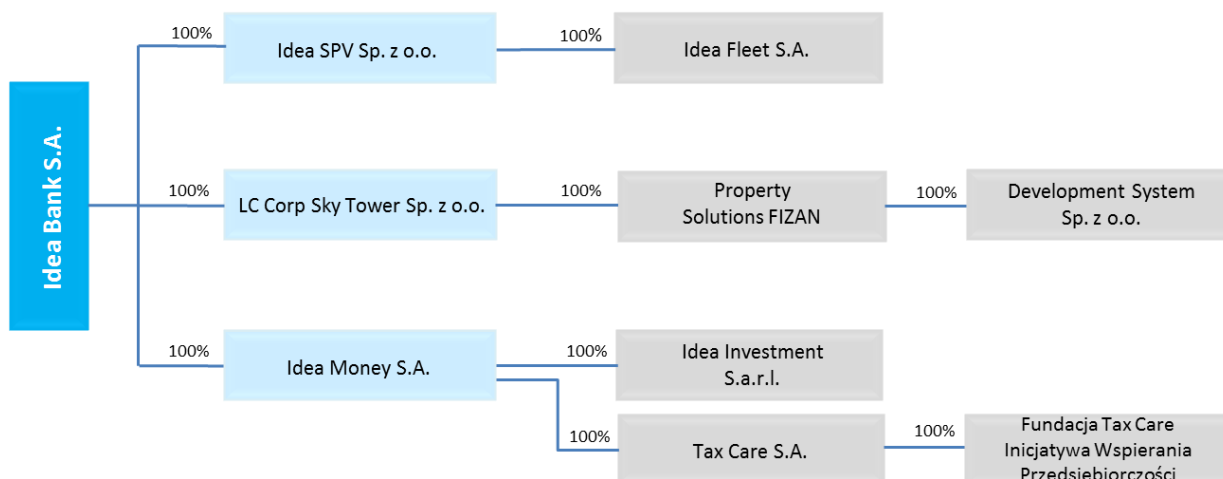 Idea Bank S.A.
100%
Idea SPV Sp. z o.o.
100%
Idea Fleet S.A.
100%
LC Corp Sky Tower Sp. z o.o.
100%
Property
Solutions FIZAN
100%
Development System
Sp. z o.o.
100%
Idea Money S.A.
100%
Idea Investment
S.a.r.l.
100%
Tax Care S.A.
100%
Fundacja Tax Care
Inicjatywa Wspierania
Przedsiębiorczości